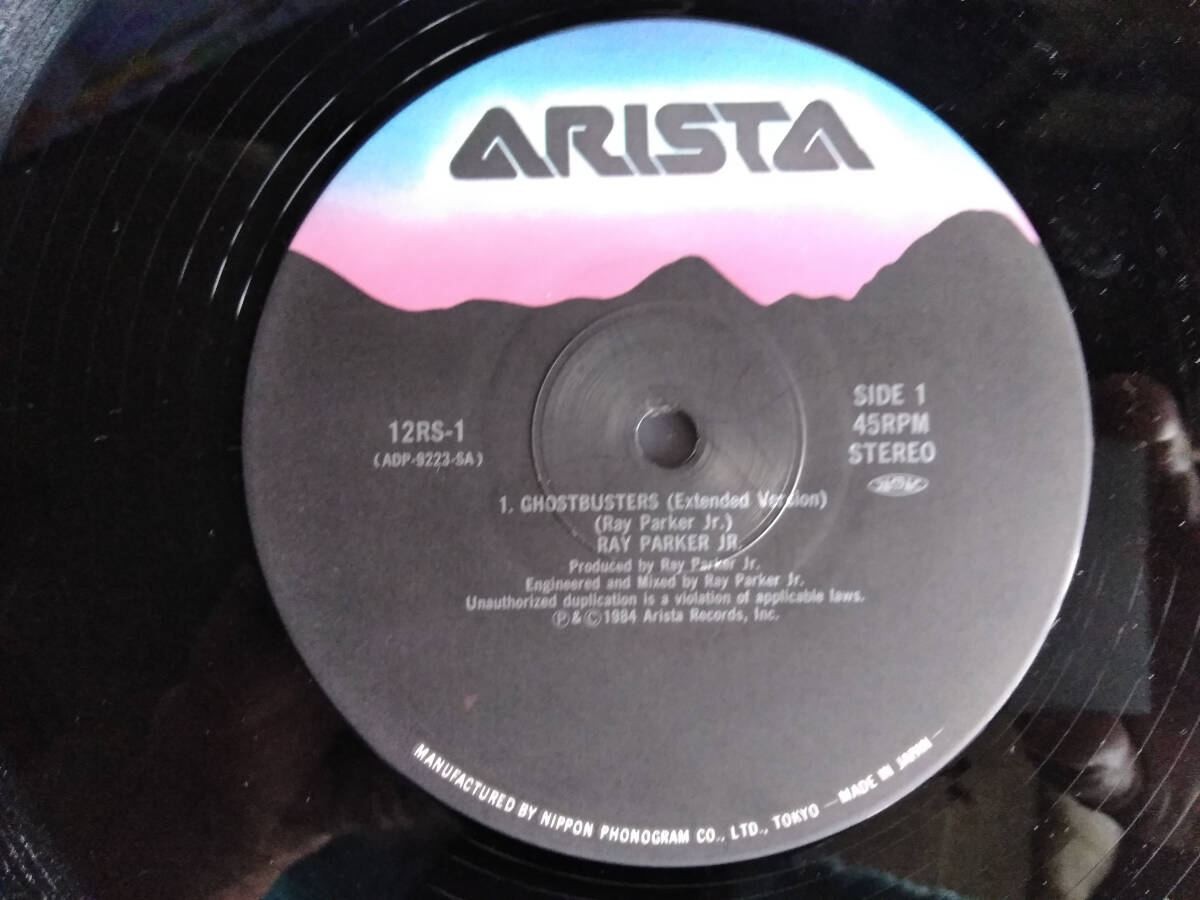 ARISTA
12RS-1
(ADP-9223-SA)
SIDE 1
45RPM
STEREO
1. GHOSTBUSTERS (Extended Version)
(Ray Parker Jr.)
RAY PARKER JR.
Produced by Ray Parker Jr.
Engineered and Mixed by Ray Parker Jr.
Unauthorized duplication is a violation of applicable laws.
Ⓟ&Ⓒ1984 Arista Records, Inc.
MANUFACTURED BY NIPPON PHONOGRAM CO., LTD., TOKYO —MADE IN JAPAN—